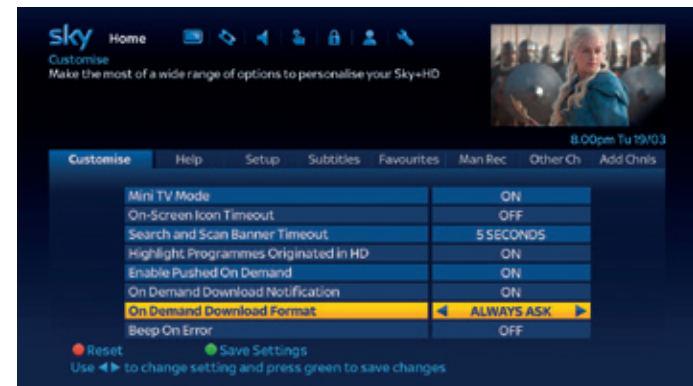 sky Home
Customise
Make the most of a wide range of options to personalise your Sky+HD
8.00pm Tu 19/03
Customise Help Setup Subtitles Favourites Man Rec Other Ch Add Chnls
Mini TV Mode ON
On-Screen Icon Timeout OFF
Search and Scan Banner Timeout 5 SECONDS
Highlight Programmes Originated in HD ON
Enable Pushed On Demand ON
On Demand Download Notification ON
On Demand Download Format ◀ ALWAYS ASK ▶
Beep On Error OFF
Reset Save Settings
Use ◀▶ to change setting and press green to save changes